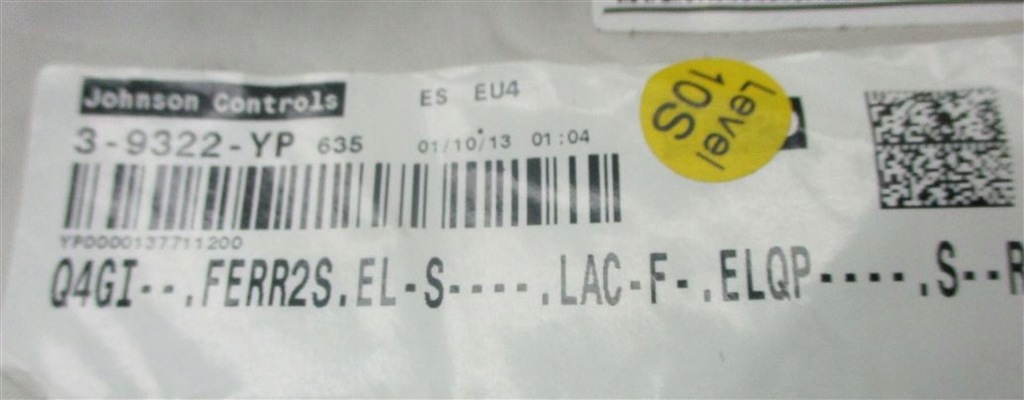 Johnson Controls
ES EU4
3-9322-YP 635
01/10/13 01:04
Level
10S
YP0000137711200
Q4GI--.FERR2S.EL-S----.LAC-F-.ELQP----.S--R